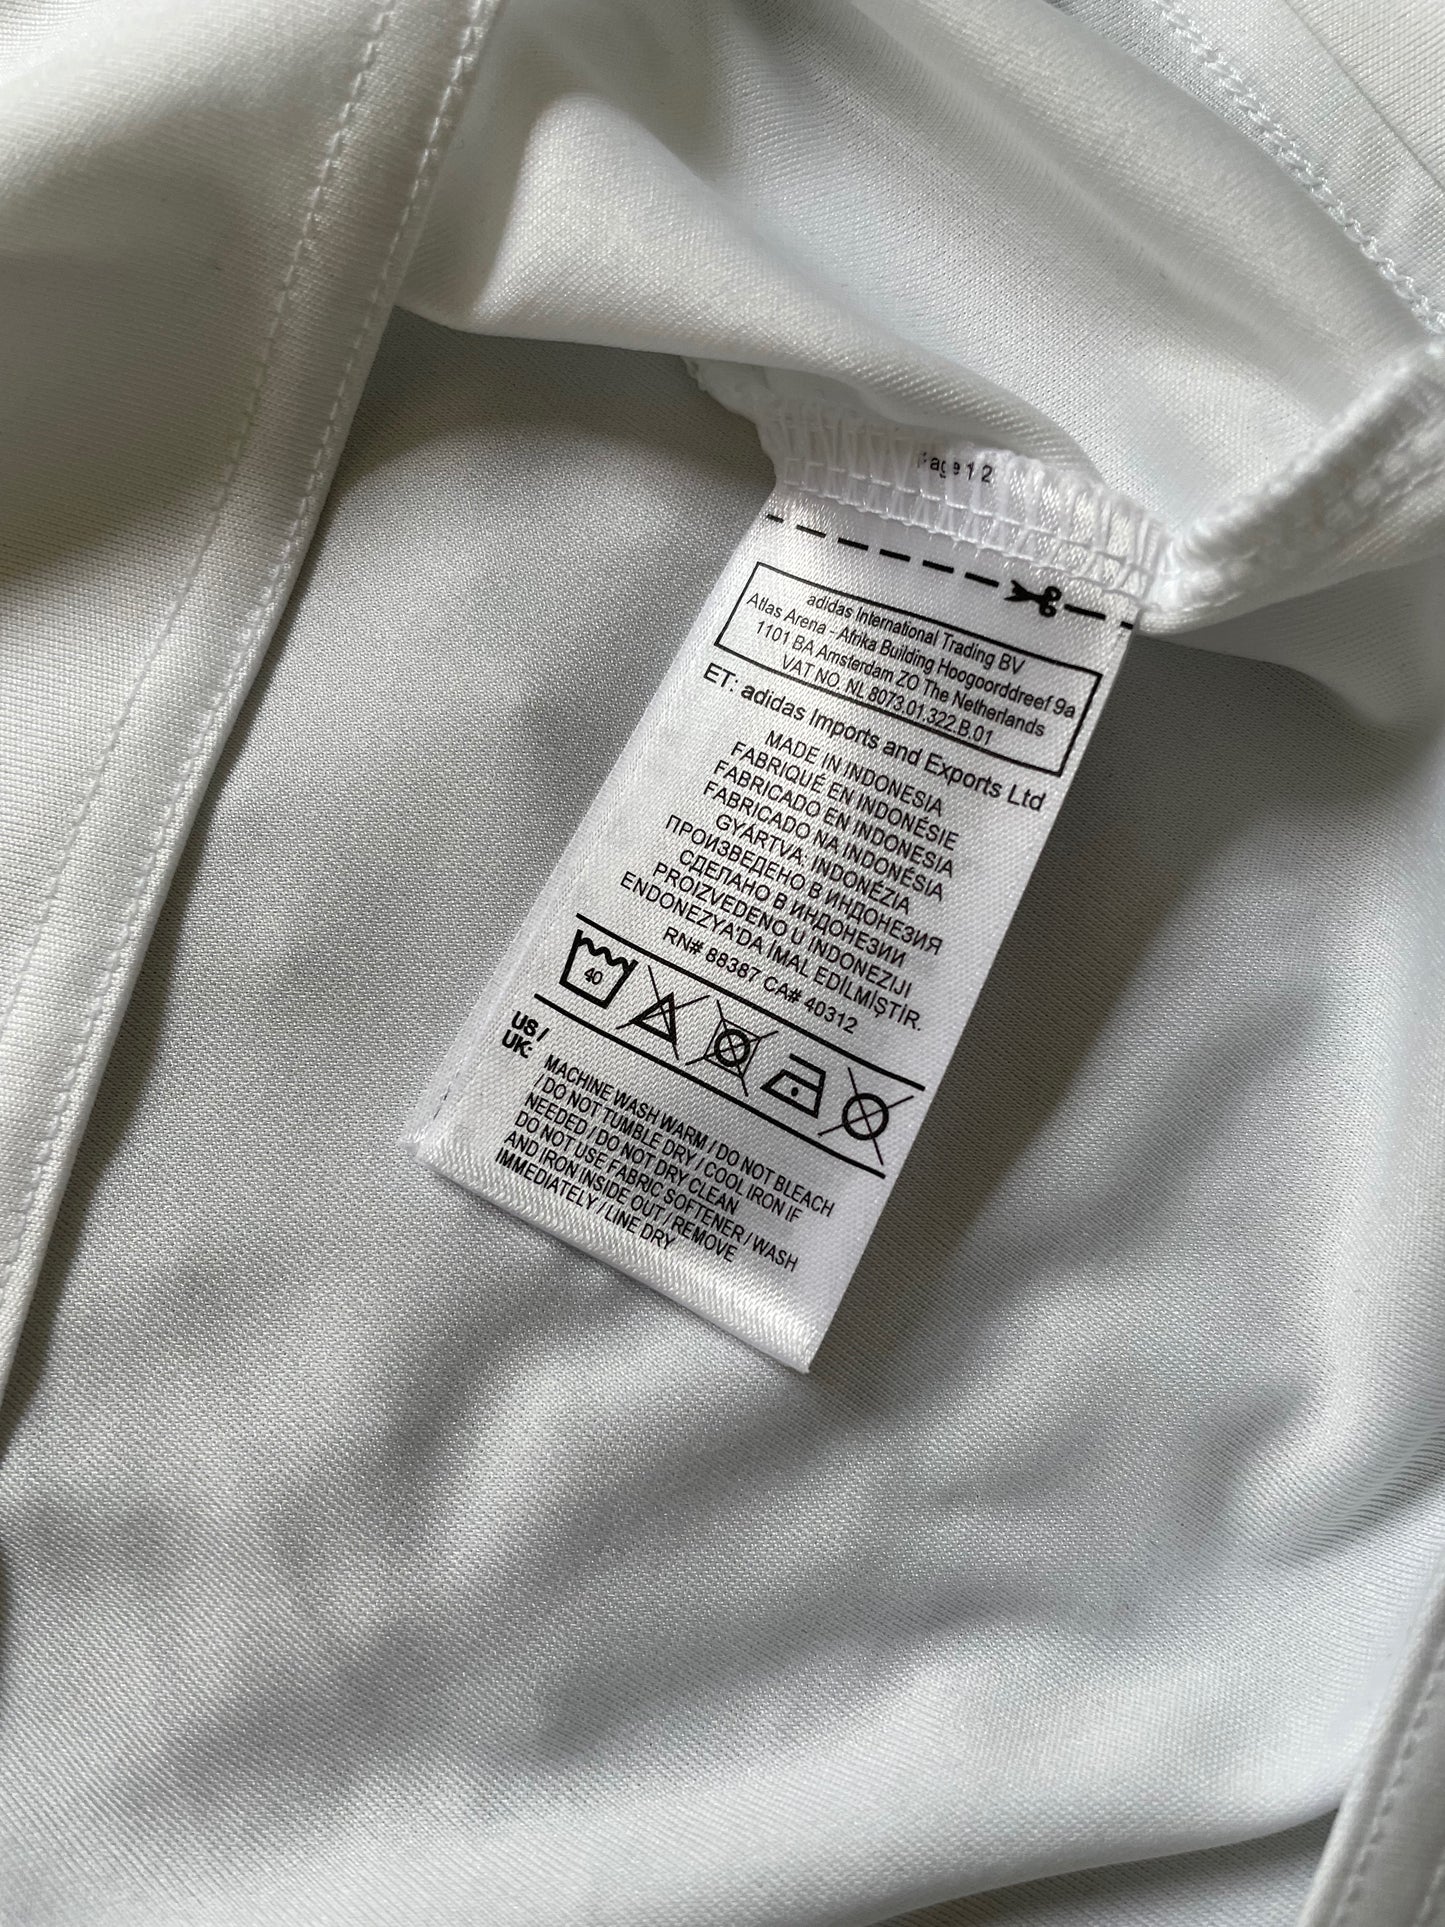 age 1/2
adidas International Trading BV
Atlas Arena - Afrika Building Hoogoorddreef 9a
1101 BA Amsterdam ZO The Netherlands
VAT NO NL 8073.01.322.B.01
ET: adidas Imports and Exports Ltd
MADE IN INDONESIA
FABRIQUÉ EN INDONÉSIE
FABRICADO EN INDONESIA
FABRICADO NA INDONÉSIA
GYÁRTVA: INDONÉZIA
ПРОИЗВЕДЕНО В ИНДОНЕЗИЯ
СДЕЛАНО В ИНДОНЕЗИИ
PROIZVEDENO U INDONEZIJI
ENDONEZYA'DA İMAL EDİLMİŞTİR.
RN# 88387 CA# 40312
40
US /
UK:
MACHINE WASH WARM / DO NOT BLEACH
/ DO NOT TUMBLE DRY / COOL IRON IF
NEEDED / DO NOT DRY CLEAN
DO NOT USE FABRIC SOFTENER / WASH
AND IRON INSIDE OUT / REMOVE
IMMEDIATELY / LINE DRY